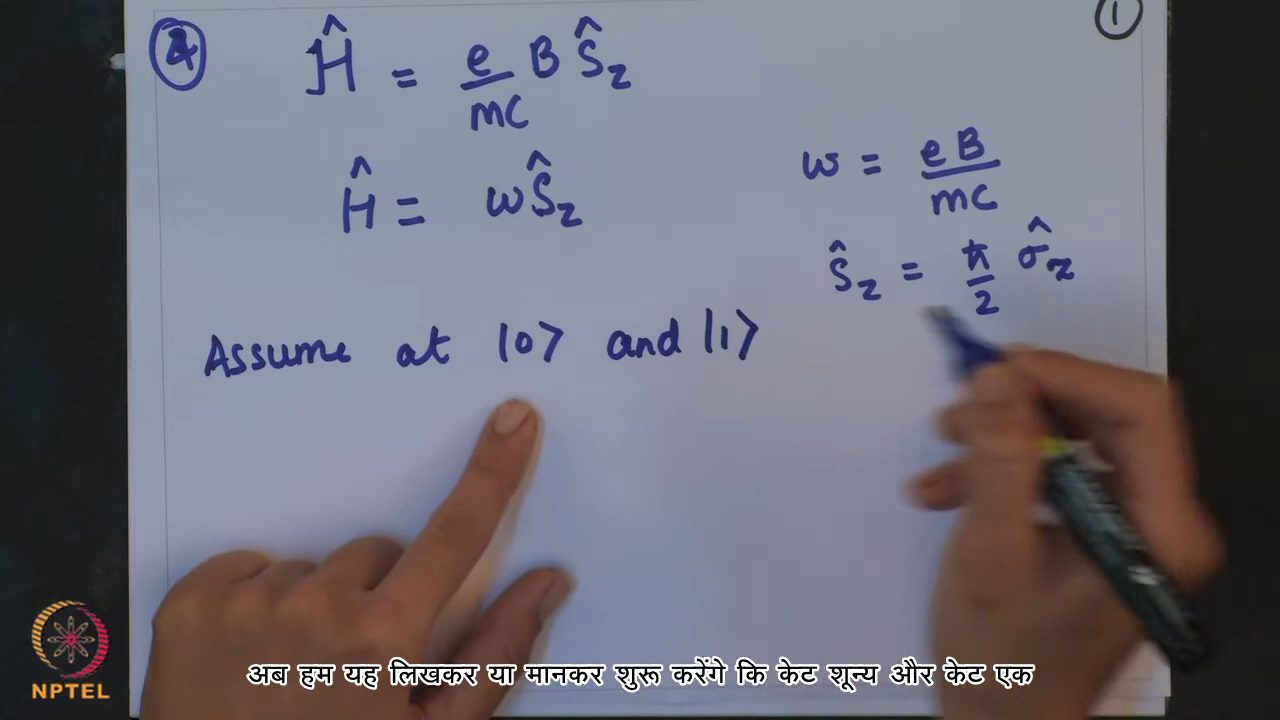 ④ Ĥ = e/mc B Ŝz
①
Ĥ = ωŜz
ω = eB/mc
Ŝz = ħ/2 σ̂z
Assume at |0> and |1>
NPTEL
अब हम यह लिखकर या मानकर शुरू करेंगे कि केट शून्य और केट एक